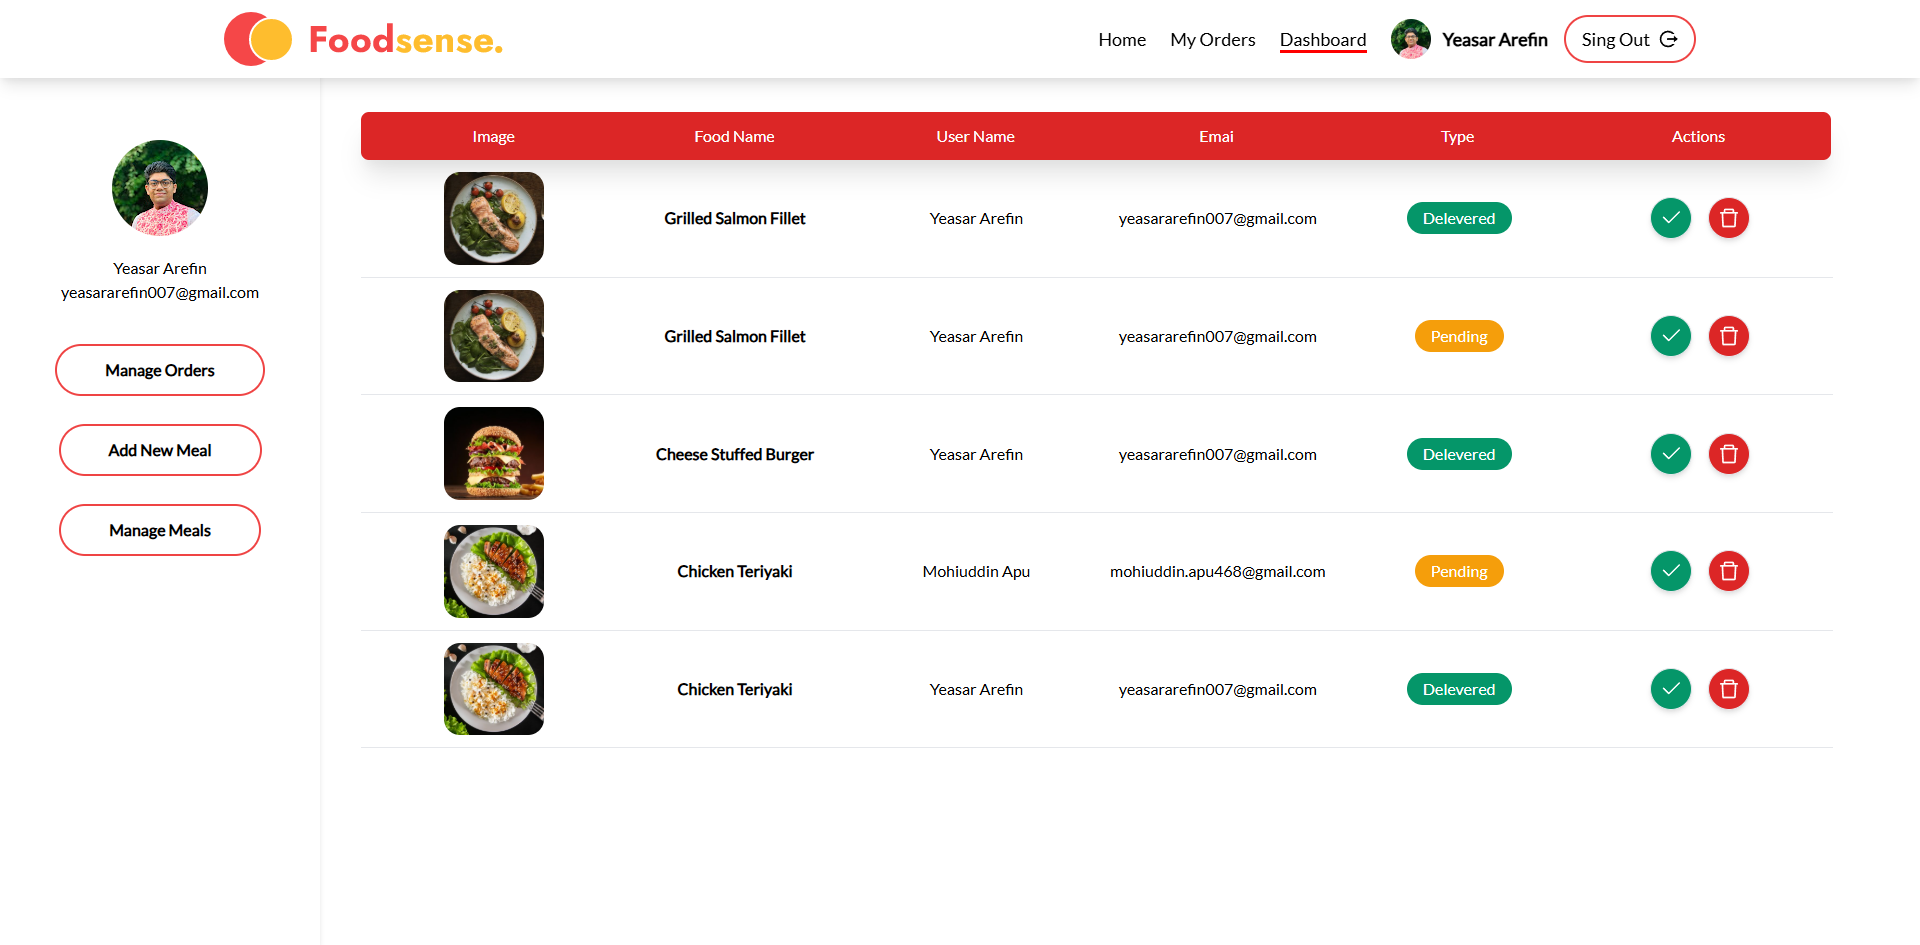 Foodsense.
Home My Orders Dashboard Yeasar Arefin Sing Out
Yeasar Arefin
yeasararefin007@gmail.com
Manage Orders
Add New Meal
Manage Meals
Image Food Name User Name Emai Type Actions
Grilled Salmon Fillet Yeasar Arefin yeasararefin007@gmail.com Delevered
Grilled Salmon Fillet Yeasar Arefin yeasararefin007@gmail.com Pending
Cheese Stuffed Burger Yeasar Arefin yeasararefin007@gmail.com Delevered
Chicken Teriyaki Mohiuddin Apu mohiuddin.apu468@gmail.com Pending
Chicken Teriyaki Yeasar Arefin yeasararefin007@gmail.com Delevered